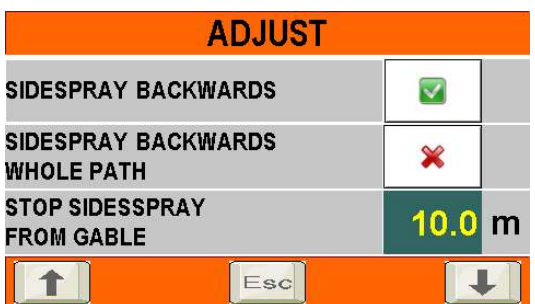 ADJUST
SIDESPRAY BACKWARDS
SIDESPRAY BACKWARDS
WHOLE PATH
STOP SIDESSPRAY
FROM GABLE
10.0 m
Esc